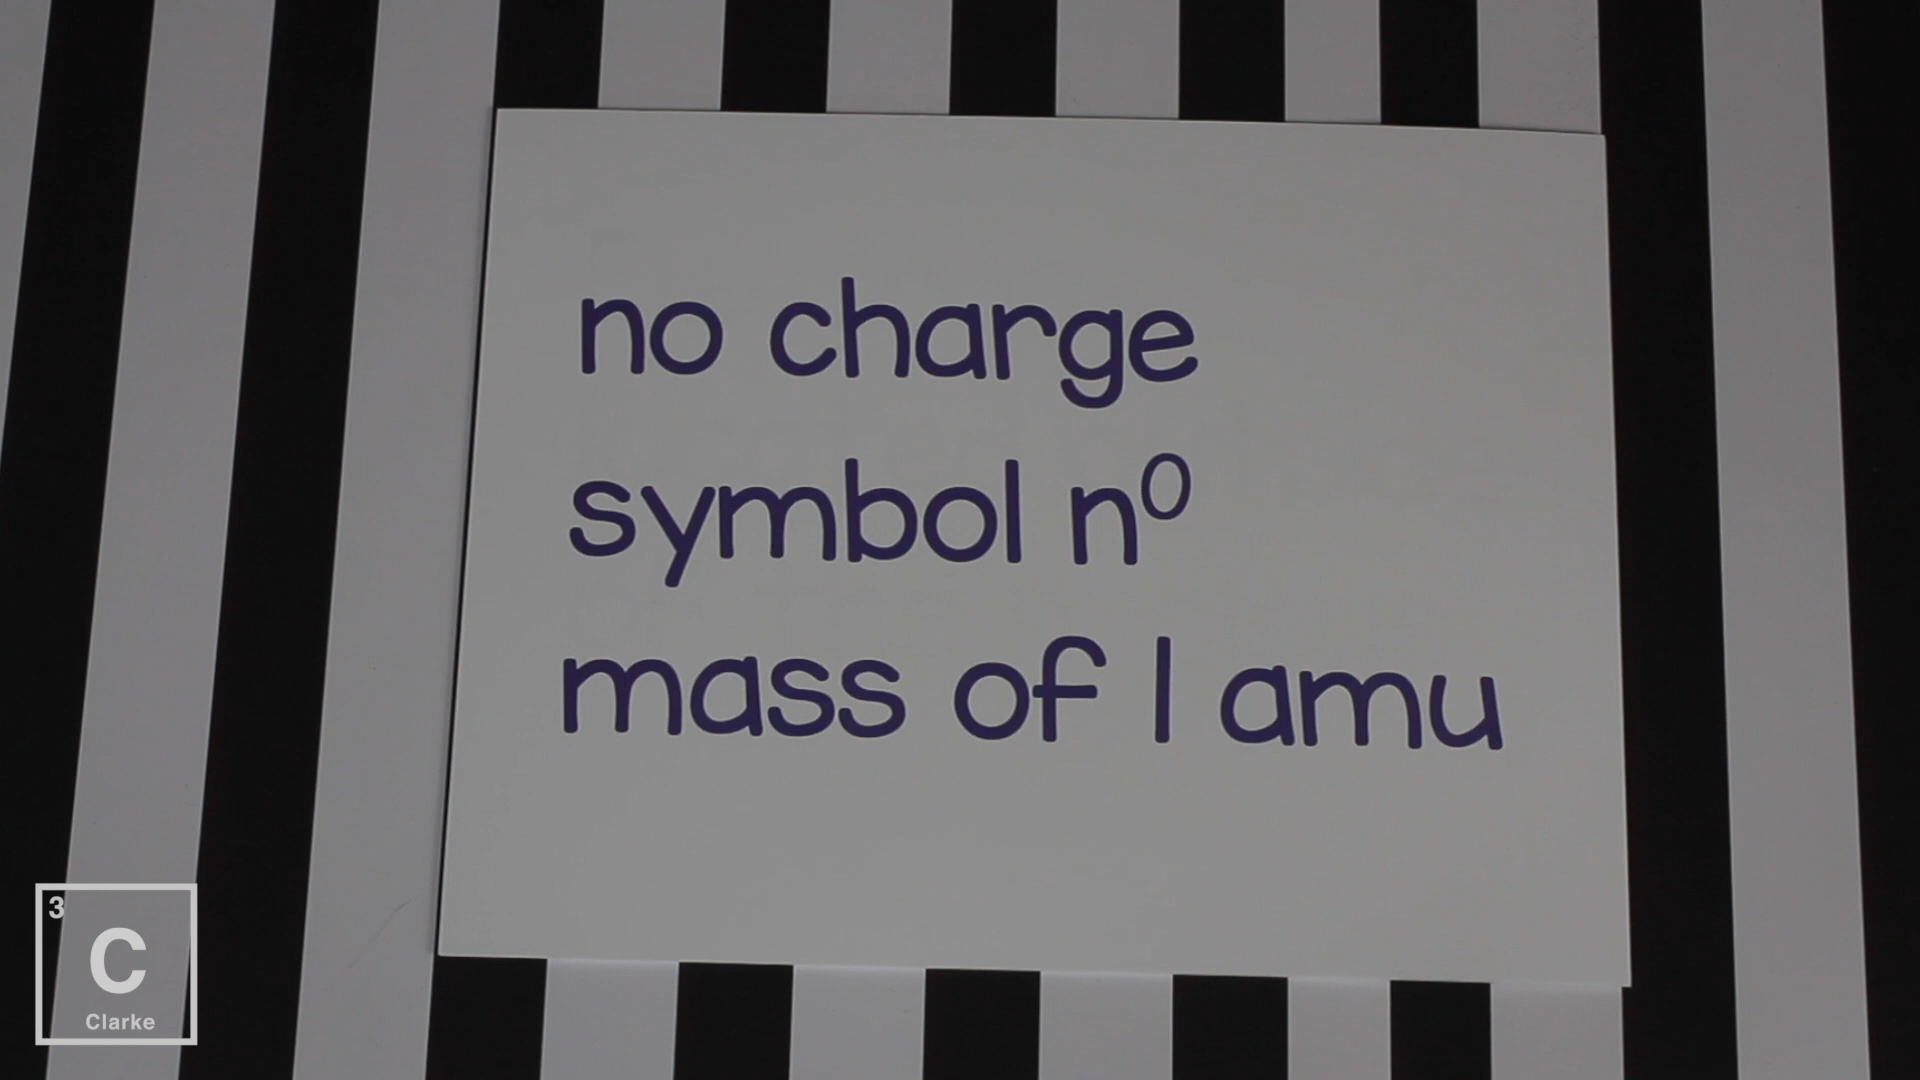 no charge
symbol n⁰
mass of 1 amu
3
C
Clarke